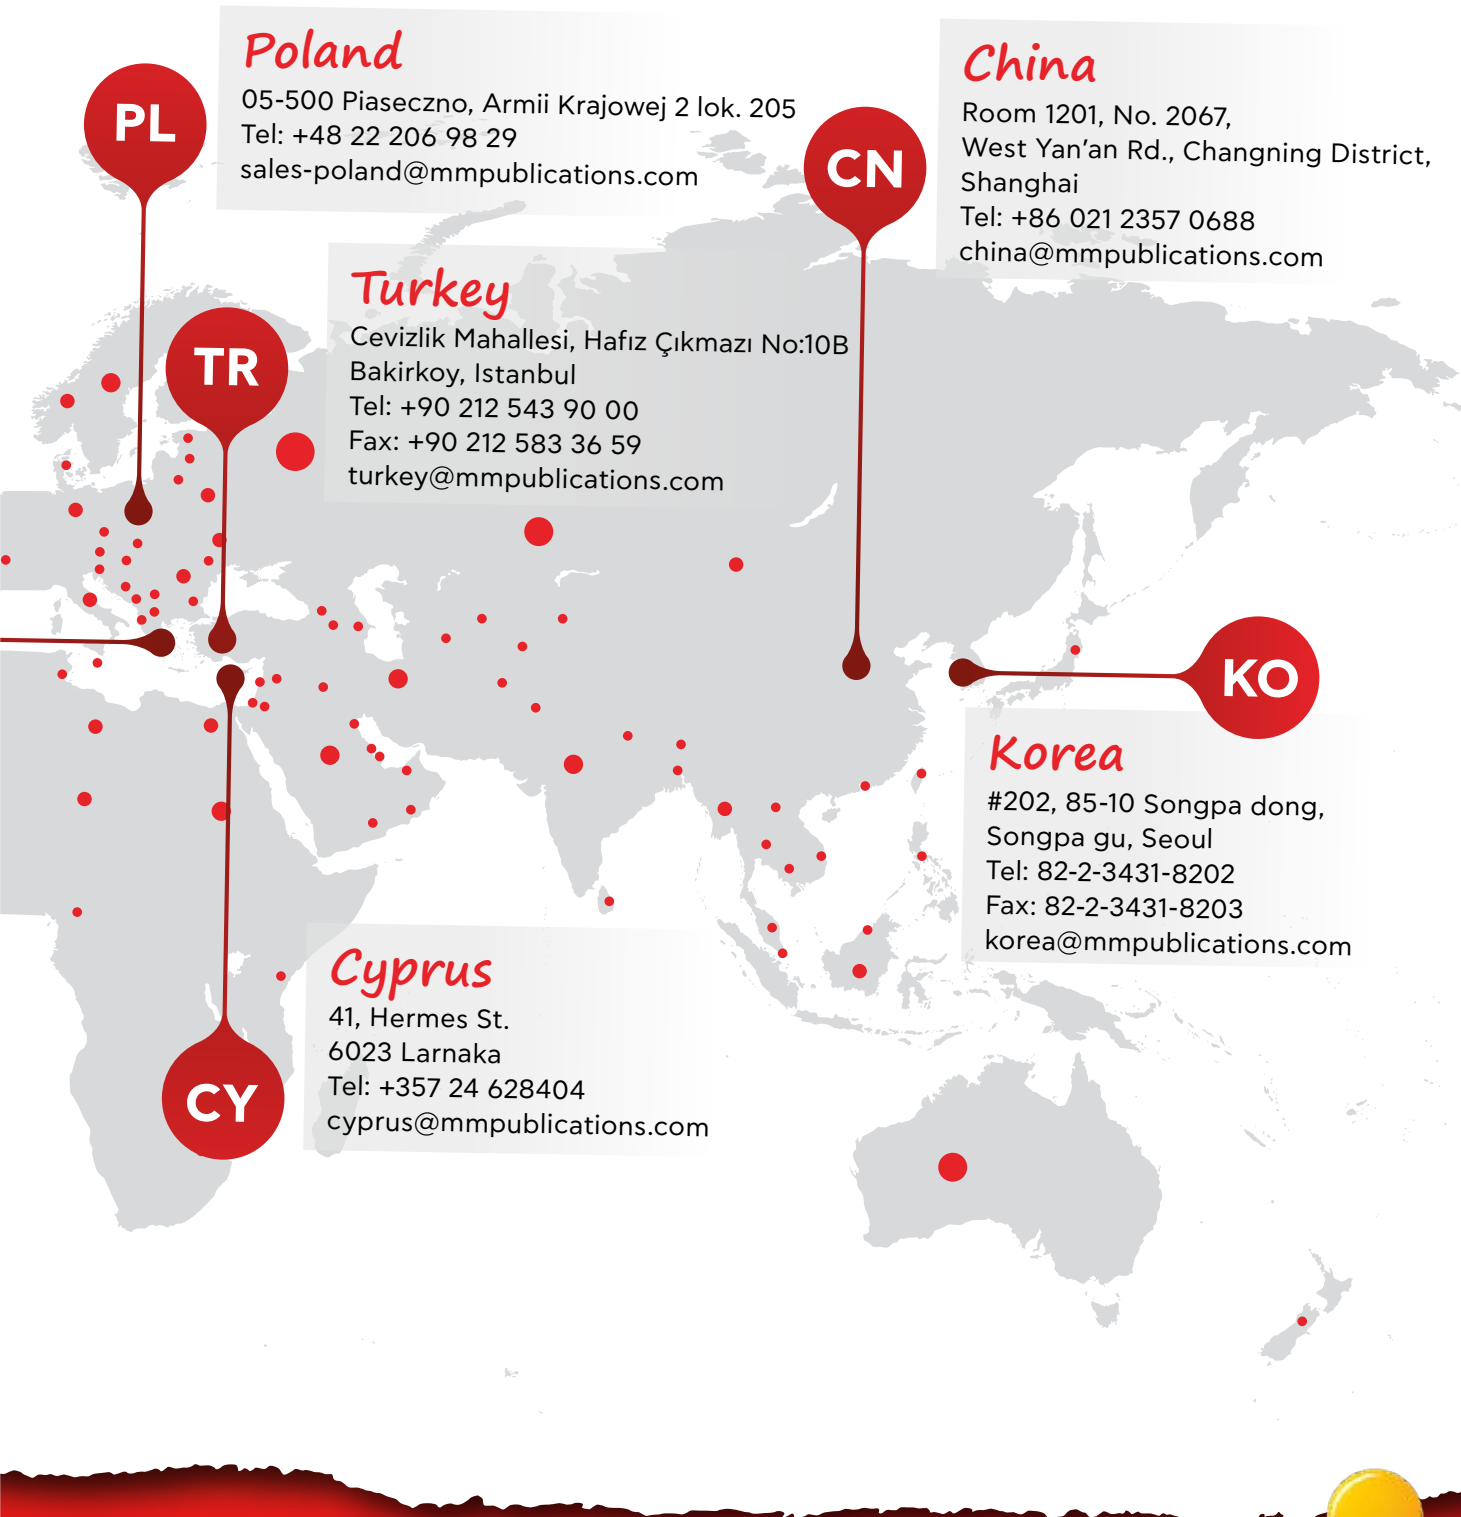 Poland
05-500 Piaseczno, Armii Krajowej 2 lok. 205
Tel: +48 22 206 98 29
sales-poland@mmpublications.com
PL
China
Room 1201, No. 2067,
West Yan’an Rd., Changning District,
Shanghai
Tel: +86 021 2357 0688
china@mmpublications.com
CN
Turkey
Cevizlik Mahallesi, Hafız Çıkmazı No:10B
Bakirkoy, Istanbul
Tel: +90 212 543 90 00
Fax: +90 212 583 36 59
turkey@mmpublications.com
TR
KO
Korea
#202, 85-10 Songpa dong,
Songpa gu, Seoul
Tel: 82-2-3431-8202
Fax: 82-2-3431-8203
korea@mmpublications.com
Cyprus
41, Hermes St.
6023 Larnaka
Tel: +357 24 628404
cyprus@mmpublications.com
CY